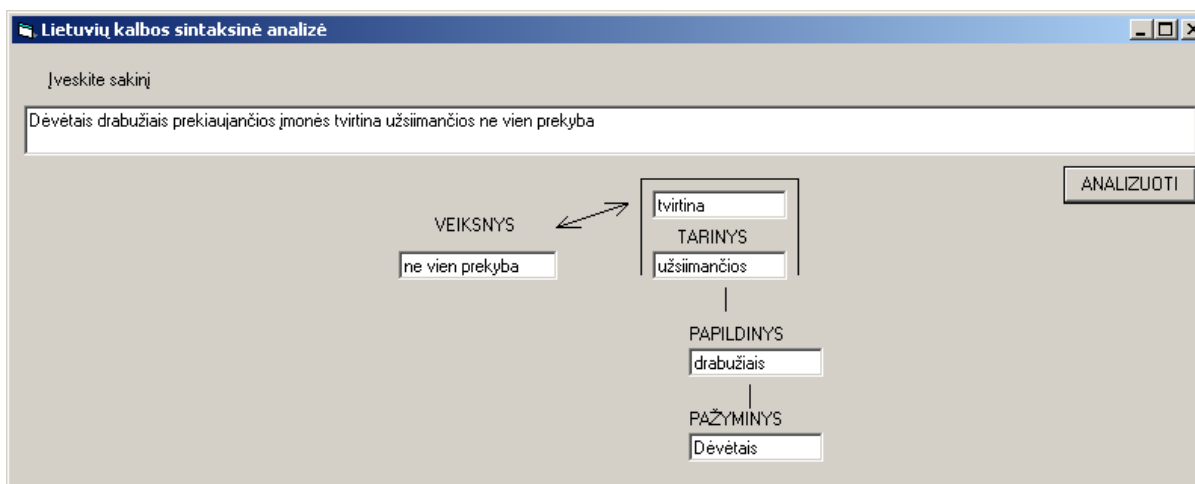 Lietuvių kalbos sintaksinė analizė
Įveskite sakinį
Dėvėtais drabužiais prekiaujančios įmonės tvirtina užsiimančios ne vien prekyba
ANALIZUOTI
tvirtina
VEIKSNYS
TARINYS
ne vien prekyba
užsiimančios
PAPILDINYS
drabužiais
PAŽYMINYS
Dėvėtais